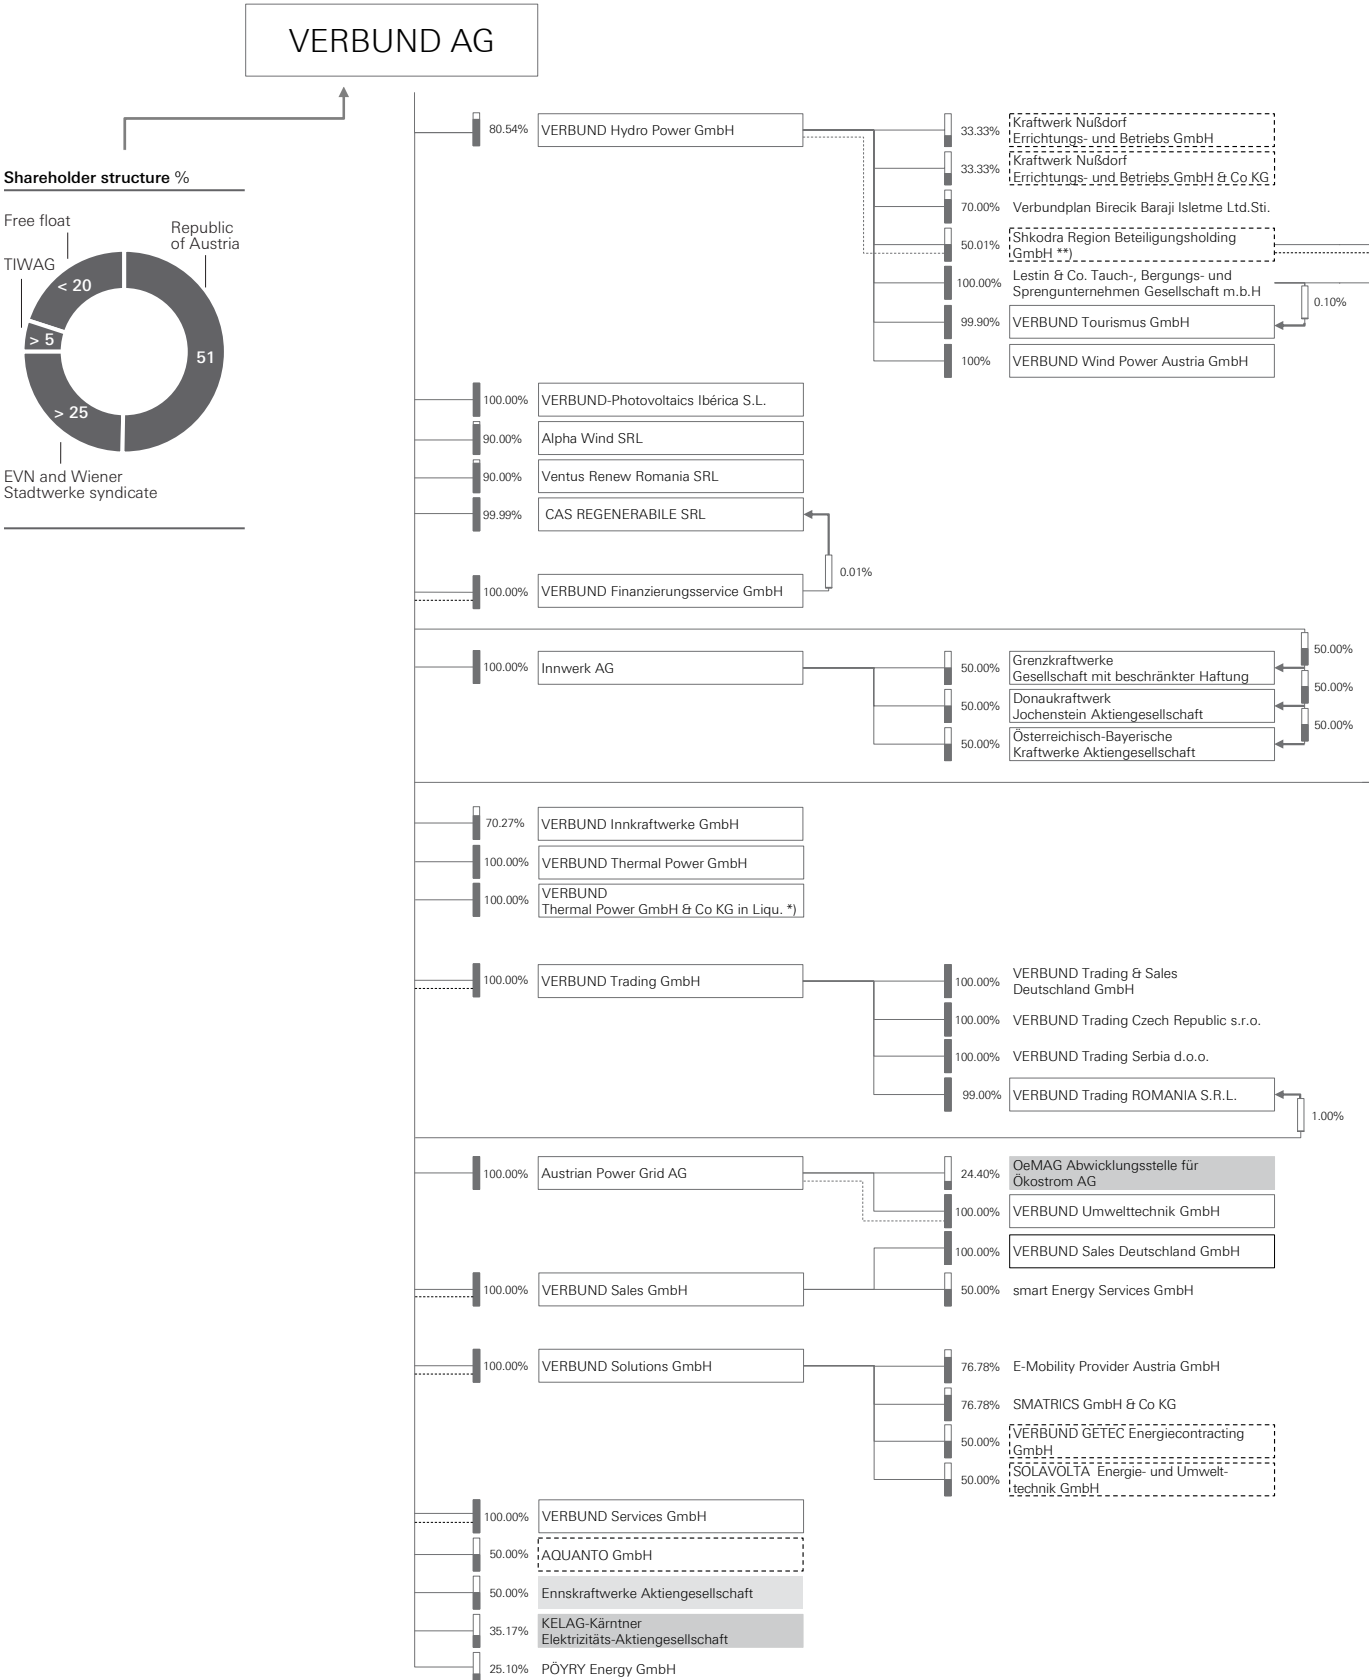 VERBUND AG
Shareholder structure %
Free float
Republic
of Austria
TIWAG
< 20
> 5
51
> 25
EVN and Wiener
Stadtwerke syndicate
80.54% VERBUND Hydro Power GmbH
33.33% Kraftwerk Nußdorf
Errichtungs- und Betriebs GmbH
33.33% Kraftwerk Nußdorf
Errichtungs- und Betriebs GmbH & Co KG
70.00% Verbundplan Birecik Baraji Isletme Ltd.Sti.
50.01% Shkodra Region Beteiligungsholding
GmbH **)
100.00% Lestin & Co. Tauch-, Bergungs- und
Sprengunternehmen Gesellschaft m.b.H
0.10%
99.90% VERBUND Tourismus GmbH
100% VERBUND Wind Power Austria GmbH
100.00% VERBUND-Photovoltaics Ibérica S.L.
90.00% Alpha Wind SRL
90.00% Ventus Renew Romania SRL
99.99% CAS REGENERABILE SRL
0.01%
100.00% VERBUND Finanzierungsservice GmbH
100.00% Innwerk AG
50.00% Grenzkraftwerke
Gesellschaft mit beschränkter Haftung
50.00%
50.00% Donaukraftwerk
Jochenstein Aktiengesellschaft
50.00%
50.00% Österreichisch-Bayerische
Kraftwerke Aktiengesellschaft
50.00%
70.27% VERBUND Innkraftwerke GmbH
100.00% VERBUND Thermal Power GmbH
100.00% VERBUND
Thermal Power GmbH & Co KG in Liqu. *)
100.00% VERBUND Trading GmbH
100.00% VERBUND Trading & Sales
Deutschland GmbH
100.00% VERBUND Trading Czech Republic s.r.o.
100.00% VERBUND Trading Serbia d.o.o.
99.00% VERBUND Trading ROMANIA S.R.L.
1.00%
100.00% Austrian Power Grid AG
24.40% OeMAG Abwicklungsstelle für
Ökostrom AG
100.00% VERBUND Umwelttechnik GmbH
100.00% VERBUND Sales Deutschland GmbH
100.00% VERBUND Sales GmbH
50.00% smart Energy Services GmbH
100.00% VERBUND Solutions GmbH
76.78% E-Mobility Provider Austria GmbH
76.78% SMATRICS GmbH & Co KG
50.00% VERBUND GETEC Energiecontracting
GmbH
50.00% SOLAVOLTA Energie- und Umwelt-
technik GmbH
100.00% VERBUND Services GmbH
50.00% AQUANTO GmbH
50.00% Ennskraftwerke Aktiengesellschaft
35.17% KELAG-Kärntner
Elektrizitäts-Aktiengesellschaft
25.10% PÖYRY Energy GmbH